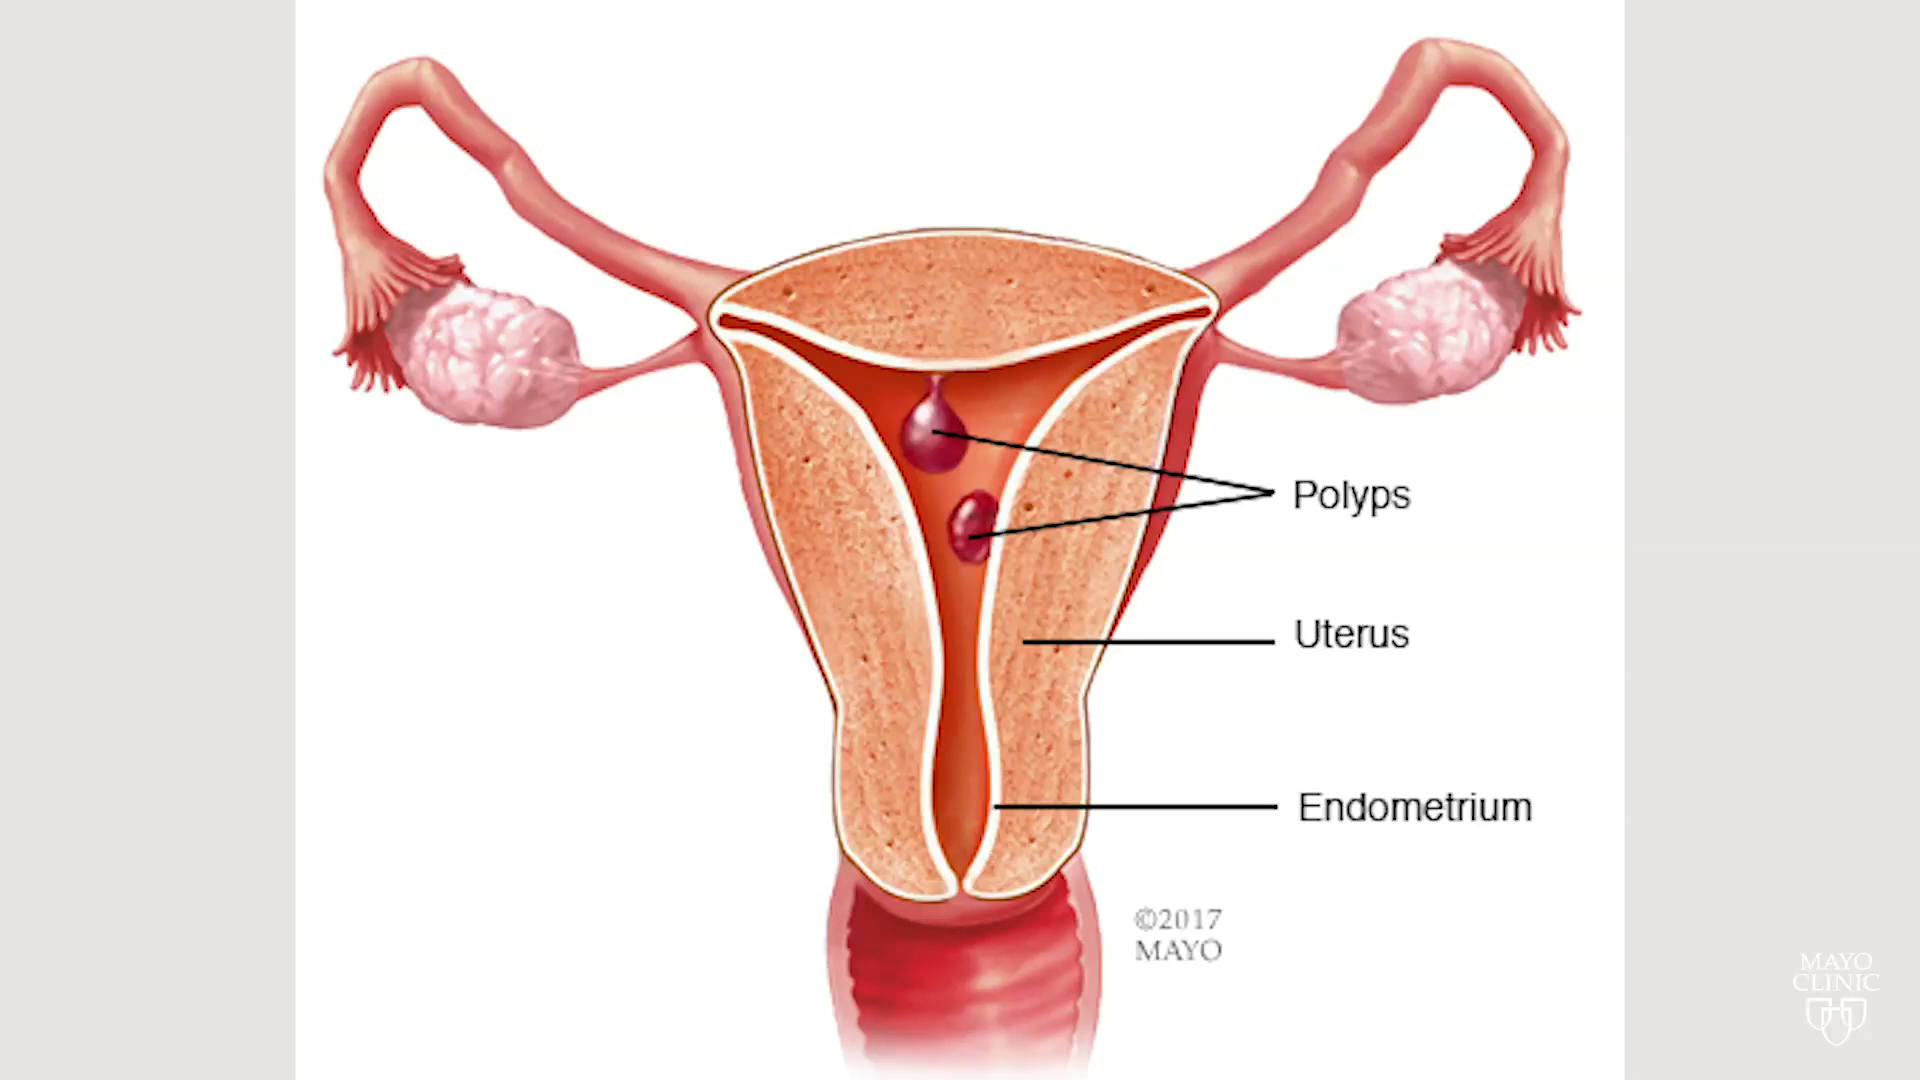 Polyps
Uterus
Endometrium
©2017
MAYO
MAYO
CLINIC